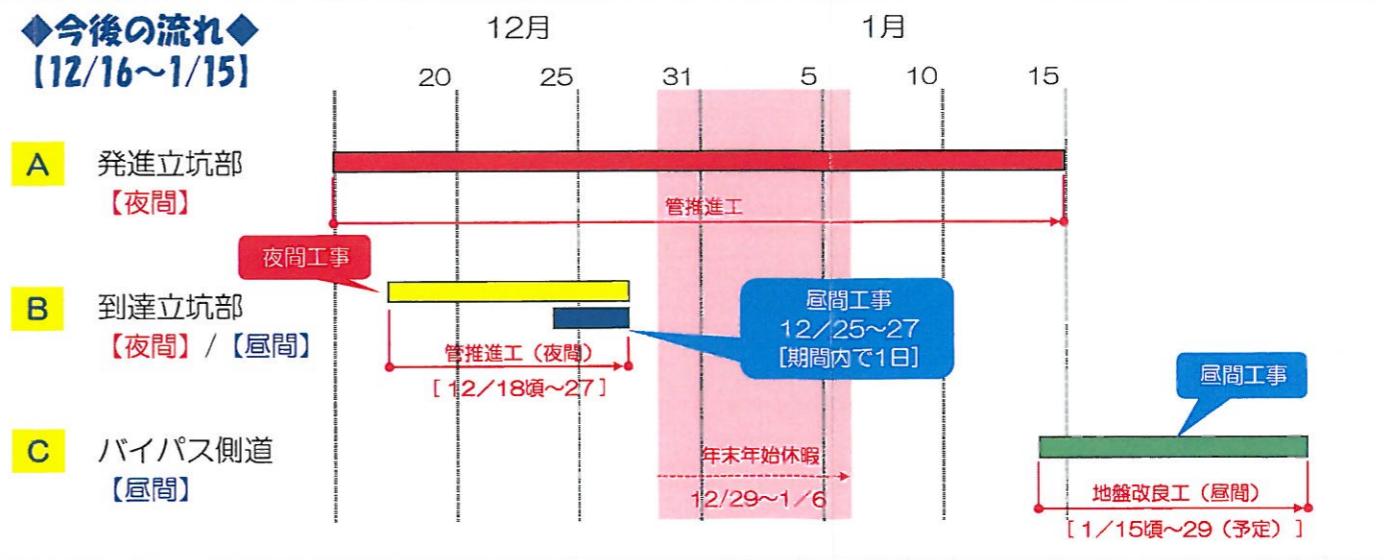 ◆今後の流れ◆
【12/16～1/15】
12月
1月
20
25
31
5
10
15
A
発進立坑部
【夜間】
管推進工
夜間工事
B
到達立坑部
【夜間】/【昼間】
昼間工事
12／25～27
[期間内で1日]
管推進工（夜間）
[ 12／18頃～27 ]
昼間工事
C
バイパス側道
【昼間】
年末年始休暇
12/29～1／6
地盤改良工（昼間）
[ 1／15頃～29（予定）]